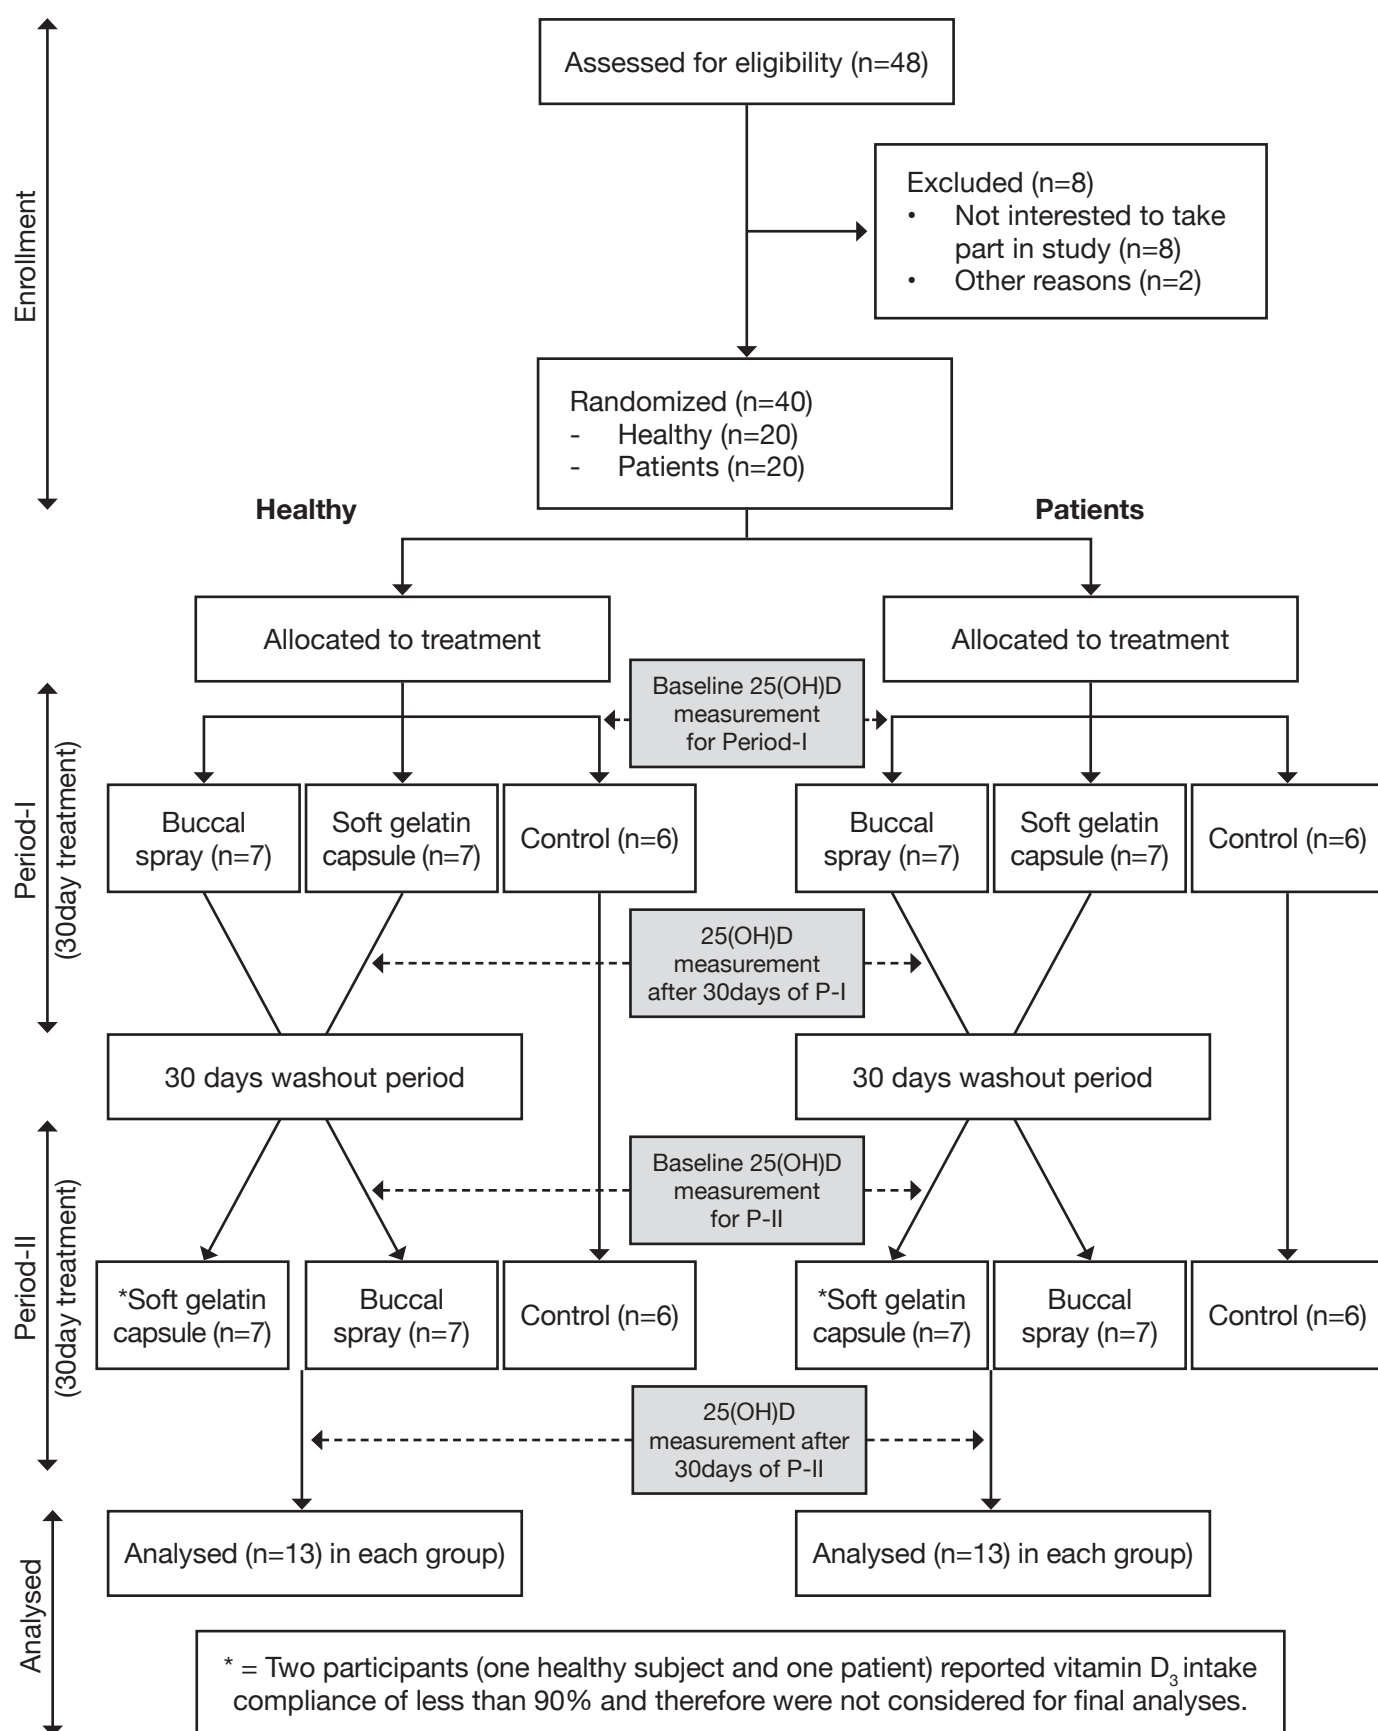 Assessed for eligibility (n=48)
Enrollment
Excluded (n=8)
• Not interested to take
part in study (n=8)
• Other reasons (n=2)
Randomized (n=40)
- Healthy (n=20)
- Patients (n=20)
Healthy
Patients
Allocated to treatment
Allocated to treatment
Baseline 25(OH)D
measurement
for Period-I
Period-I
(30day treatment)
Buccal
spray (n=7)
Soft gelatin
capsule (n=7)
Control (n=6)
Buccal
spray (n=7)
Soft gelatin
capsule (n=7)
Control (n=6)
25(OH)D
measurement
after 30days of P-I
30 days washout period
30 days washout period
Baseline 25(OH)D
measurement
for P-II
Period-II
(30day treatment)
*Soft gelatin
capsule (n=7)
Buccal
spray (n=7)
Control (n=6)
*Soft gelatin
capsule (n=7)
Buccal
spray (n=7)
Control (n=6)
25(OH)D
measurement after
30days of P-II
Analysed
Analysed (n=13) in each group)
Analysed (n=13) in each group)
* = Two participants (one healthy subject and one patient) reported vitamin D₃ intake
compliance of less than 90% and therefore were not considered for final analyses.